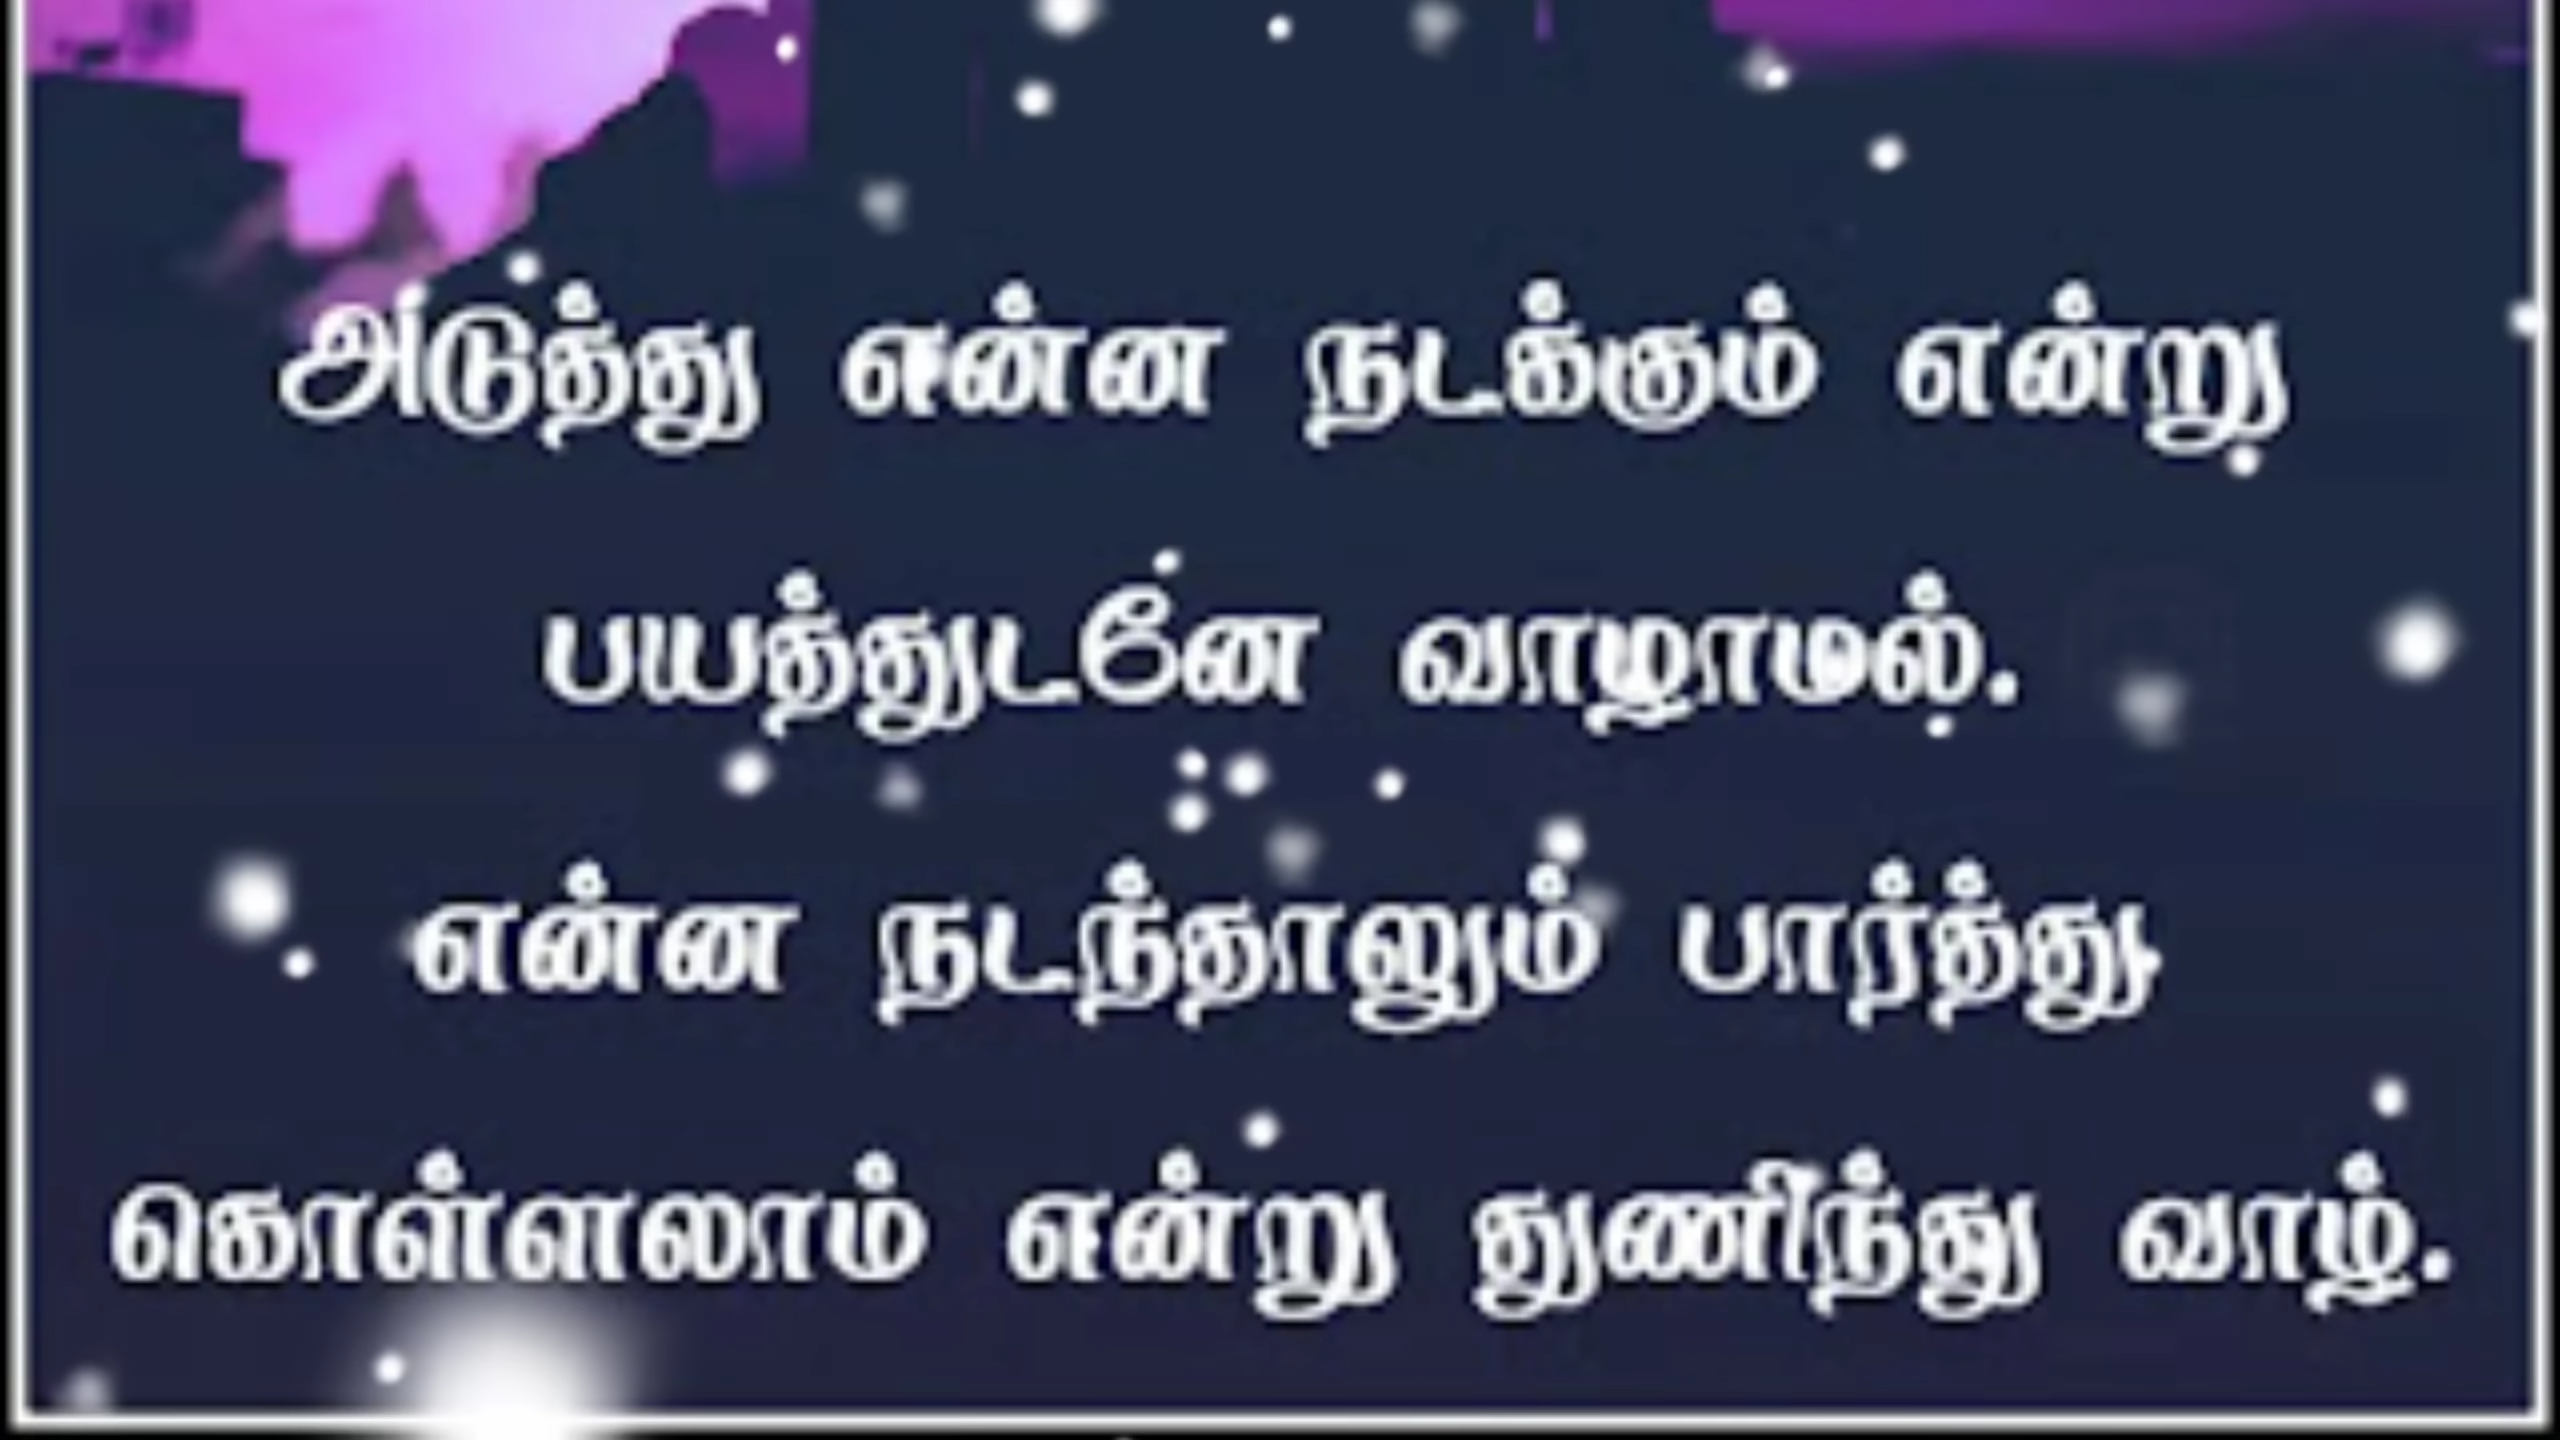 அடுத்து என்ன நடக்கும் என்று
பயத்துடனே வாழாமல்.
என்ன நடந்தாலும் பார்த்து
கொள்ளலாம் என்று துணிந்து வாழ்.